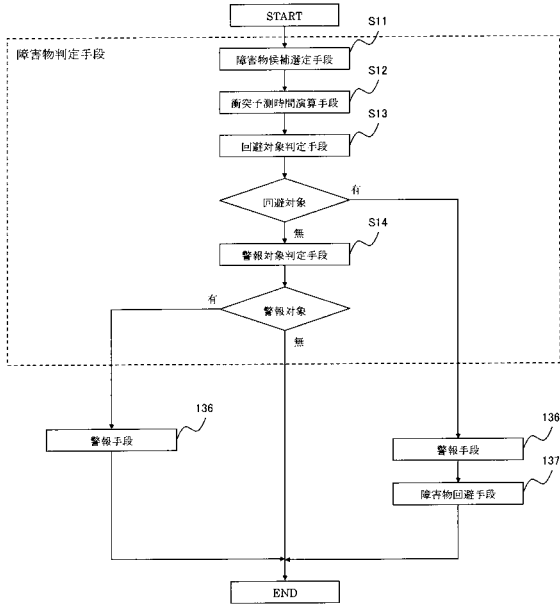 START
障害物判定手段
S11
障害物候補選定手段
S12
衝突予測時間演算手段
S13
回避対象判定手段
回避対象
有
無
S14
警報対象判定手段
有
警報対象
無
136
警報手段
136
警報手段
137
障害物回避手段
END